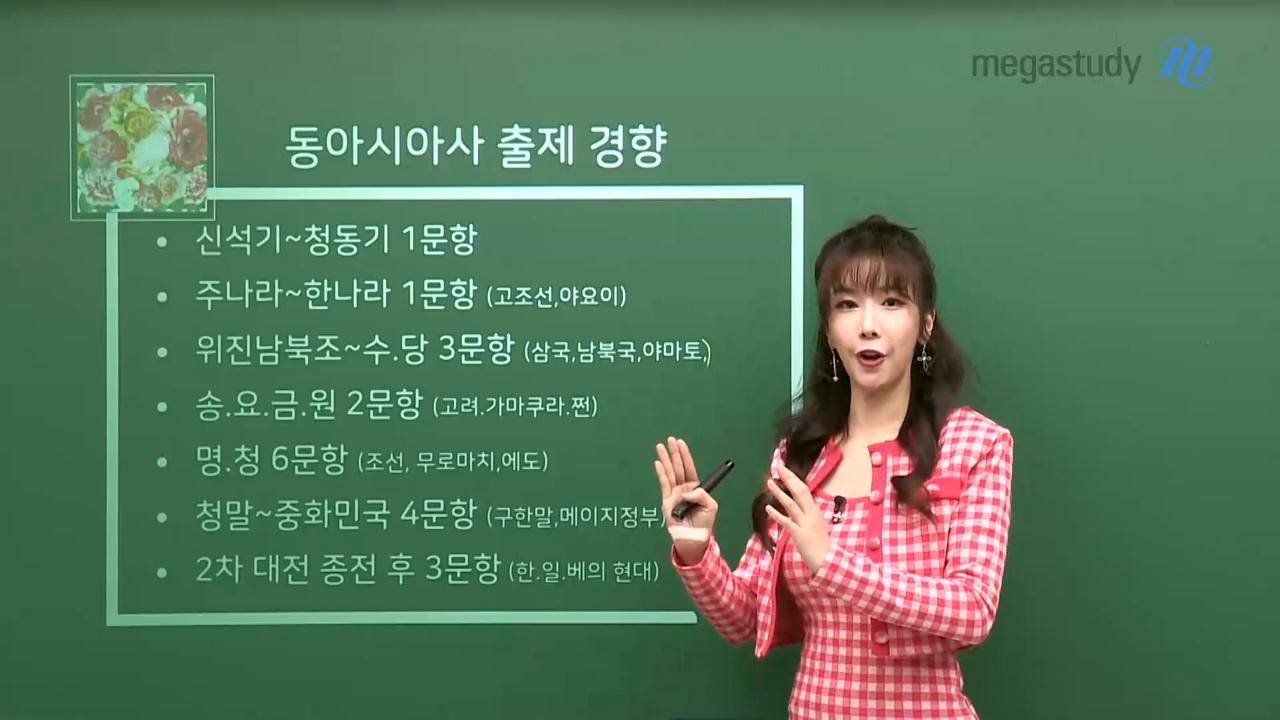 megastudy
동아시아사 출제 경향
• 신석기~청동기 1문항
• 주나라~한나라 1문항 (고조선,야요이)
• 위진남북조~수.당 3문항 (삼국,남북국,야마토,)
• 송.요.금.원 2문항 (고려.가마쿠라.쩐)
• 명.청 6문항 (조선, 무로마치,에도)
• 청말~중화민국 4문항 (구한말,메이지정부)
• 2차 대전 종전 후 3문항 (한.일.베의 현대)